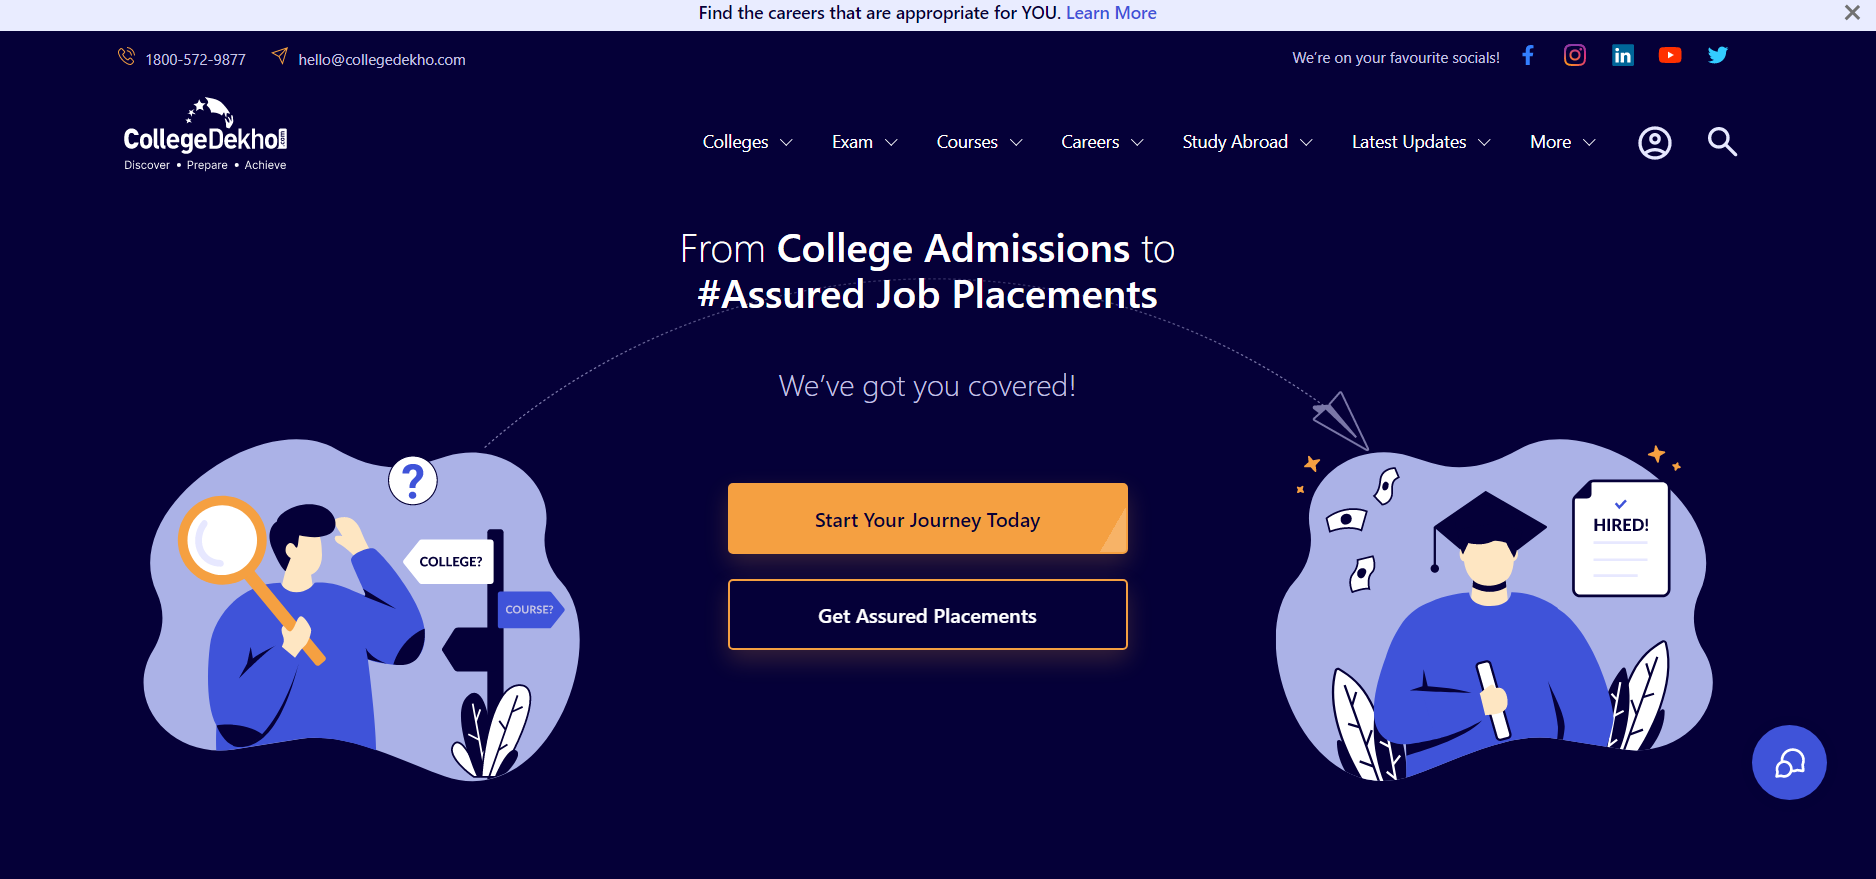 Find the careers that are appropriate for YOU. Learn More
1800-572-9877 hello@collegedekho.com We're on your favourite socials!
CollegeDekho.com
Discover • Prepare • Achieve
Colleges Exam Courses Careers Study Abroad Latest Updates More
From College Admissions to
#Assured Job Placements
We've got you covered!
?
COLLEGE?
COURSE?
Start Your Journey Today
Get Assured Placements
HIRED!